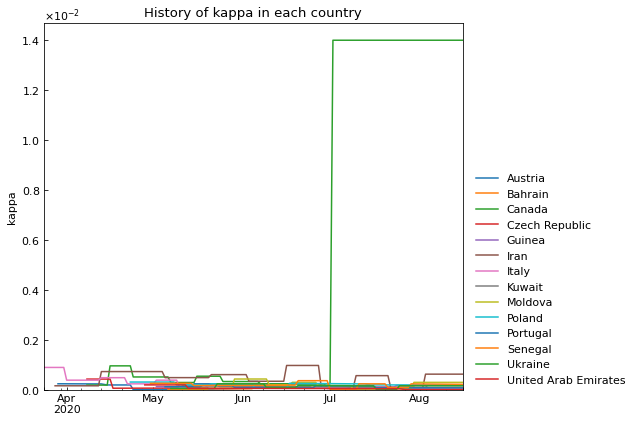 History of kappa in each country
×10⁻²
1.4
1.2
1.0
0.8
0.6
0.4
0.2
0.0
kappa
Apr
2020
May
Jun
Jul
Aug
Austria
Bahrain
Canada
Czech Republic
Guinea
Iran
Italy
Kuwait
Moldova
Poland
Portugal
Senegal
Ukraine
United Arab Emirates